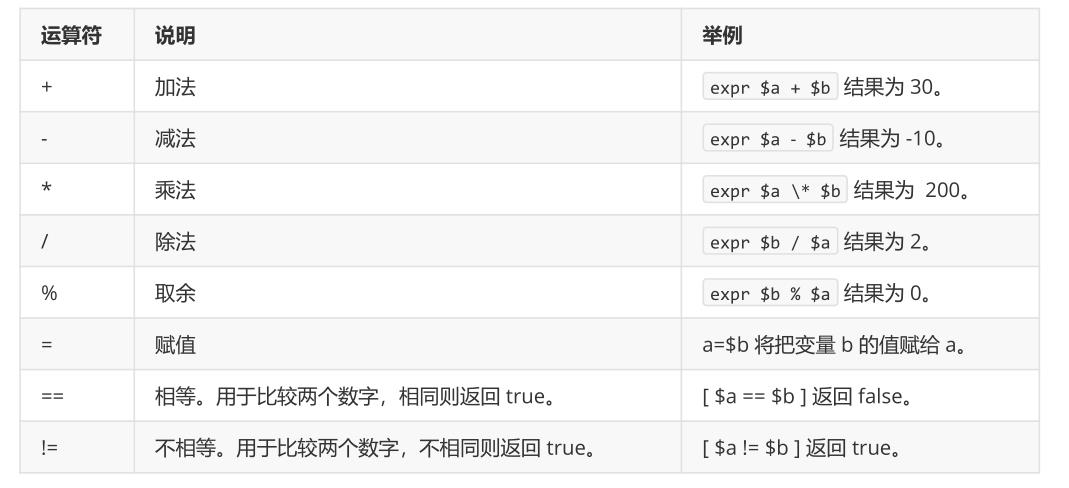 运算符 说明 举例
+ 加法 expr $a + $b 结果为 30。
- 减法 expr $a - $b 结果为 -10。
* 乘法 expr $a \* $b 结果为  200。
/ 除法 expr $b / $a 结果为 2。
% 取余 expr $b % $a 结果为 0。
= 赋值 a=$b 将把变量 b 的值赋给 a。
== 相等。用于比较两个数字，相同则返回 true。 [ $a == $b ] 返回 false。
!= 不相等。用于比较两个数字，不相同则返回 true。 [ $a != $b ] 返回 true。